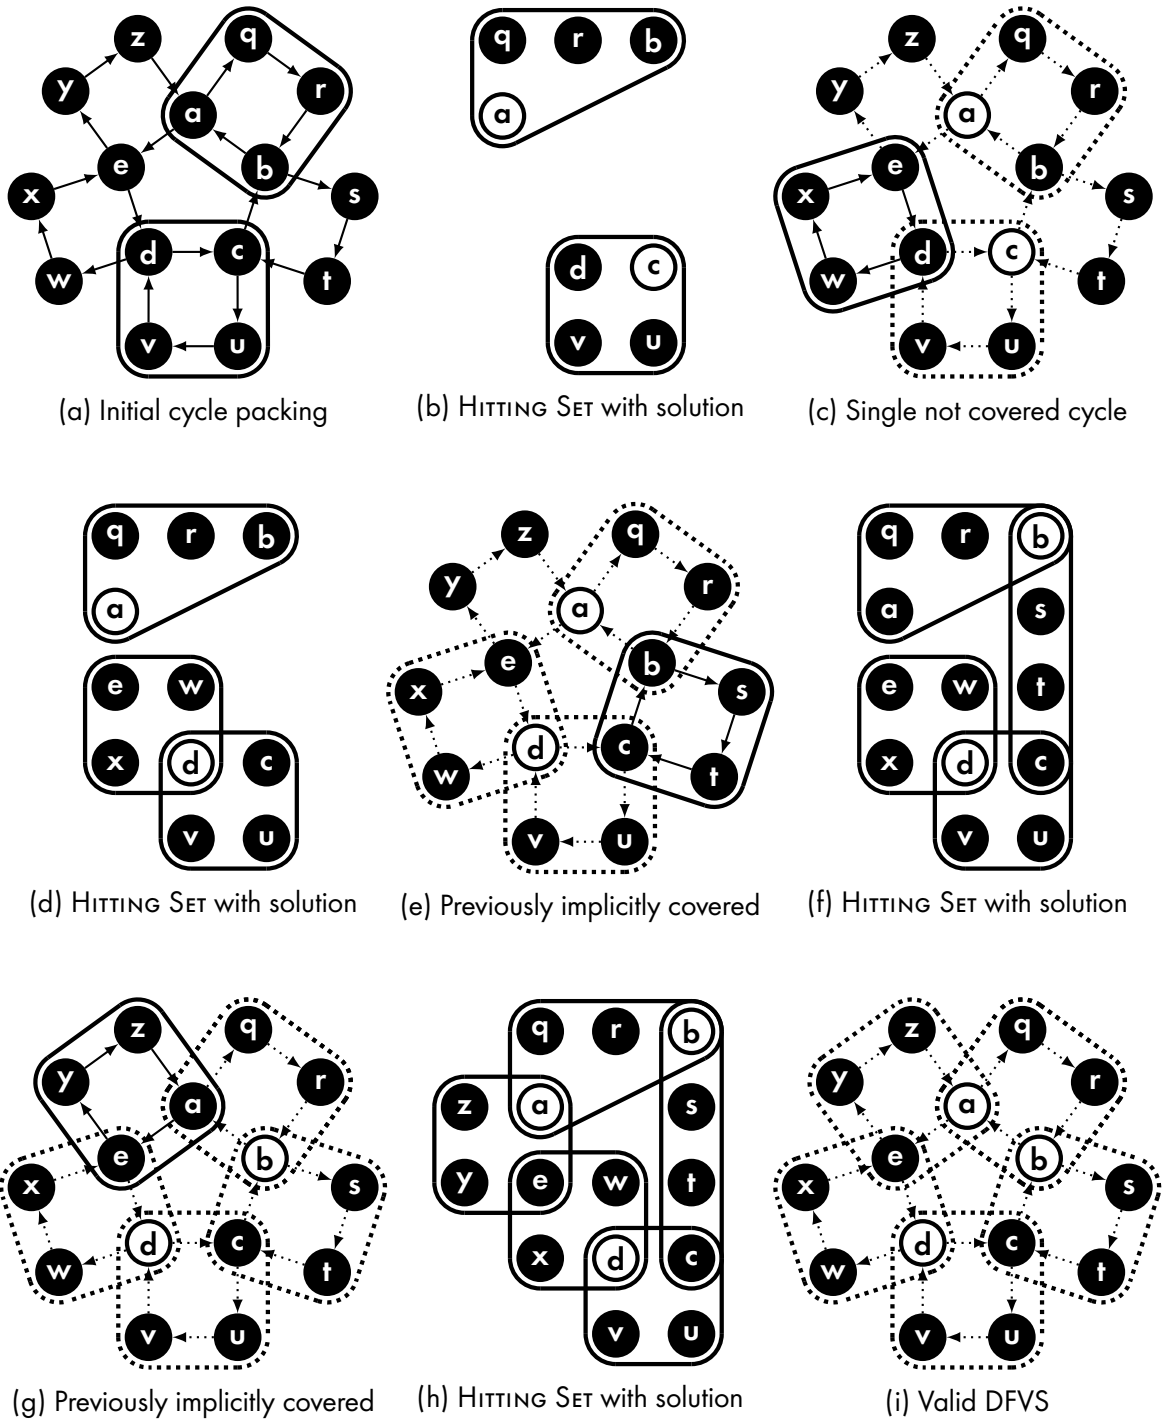 z q
y r
a
e b
x s
d c
w t
v u
(a) Initial cycle packing
q r b
a
d c
v u
(b) Hitting Set with solution
z q
y r
a
e b
x s
d c
w t
v u
(c) Single not covered cycle
q r b
a
e w
x d c
v u
(d) Hitting Set with solution
z q
y r
a
e b
x s
d c
w t
v u
(e) Previously implicitly covered
q r b
a s
e w t
x d c
v u
(f) Hitting Set with solution
z q
y r
a
e b
x s
d c
w t
v u
(g) Previously implicitly covered
q r b
z a s
y e w t
x d c
v u
(h) Hitting Set with solution
z q
y r
a
e b
x s
d c
w t
v u
(i) Valid DFVS